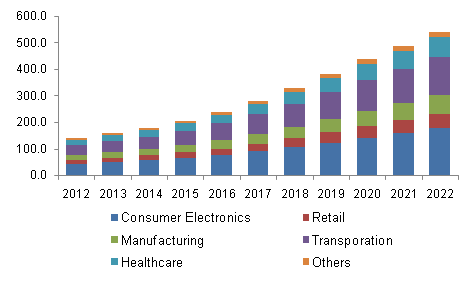 600.0
500.0
400.0
300.0
200.0
100.0
0.0
2012 2013 2014 2015 2016 2017 2018 2019 2020 2021 2022
Consumer Electronics Retail
Manufacturing Transporation
Healthcare Others